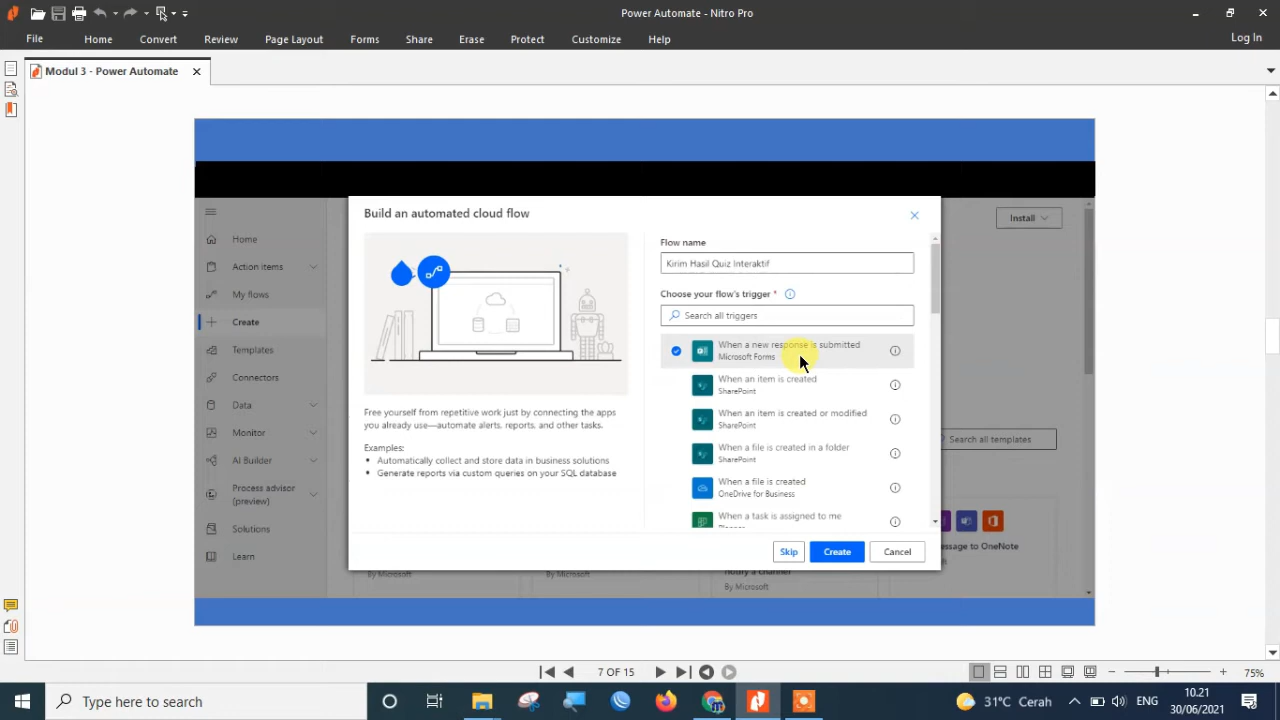 Power Automate - Nitro Pro
File Home Convert Review Page Layout Forms Share Erase Protect Customize Help Log In
Modul 3 - Power Automate
Build an automated cloud flow
Install
Home
Action items
My flows
Create
Templates
Connectors
Data
Monitor
AI Builder
Process advisor
(preview)
Solutions
Learn
Free yourself from repetitive work just by connecting the apps
you already use—automate alerts, reports, and other tasks.
Examples:
• Automatically collect and store data in business solutions
• Generate reports via custom queries on your SQL database
Flow name
Kirim Hasil Quiz Interaktif
Choose your flow's trigger *
Search all triggers
When a new response is submitted
Microsoft Forms
When an item is created
SharePoint
When an item is created or modified
SharePoint
When a file is created in a folder
SharePoint
When a file is created
OneDrive for Business
When a task is assigned to me
Skip Create Cancel
Search all templates
essage to OneNote
notify a channel
By Microsoft
By Microsoft
By Microsoft
7 OF 15
75%
Type here to search
31°C Cerah
ENG
10.21
30/06/2021